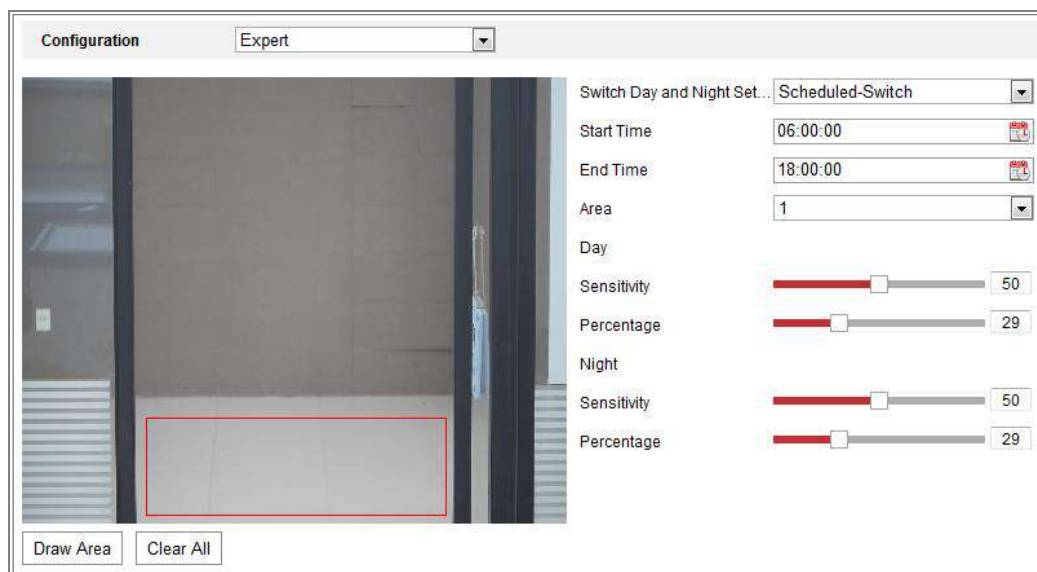 Configuration Expert
Switch Day and Night Set... Scheduled-Switch
Start Time 06:00:00
End Time 18:00:00
Area 1
Day
Sensitivity 50
Percentage 29
Night
Sensitivity 50
Percentage 29
Draw Area Clear All